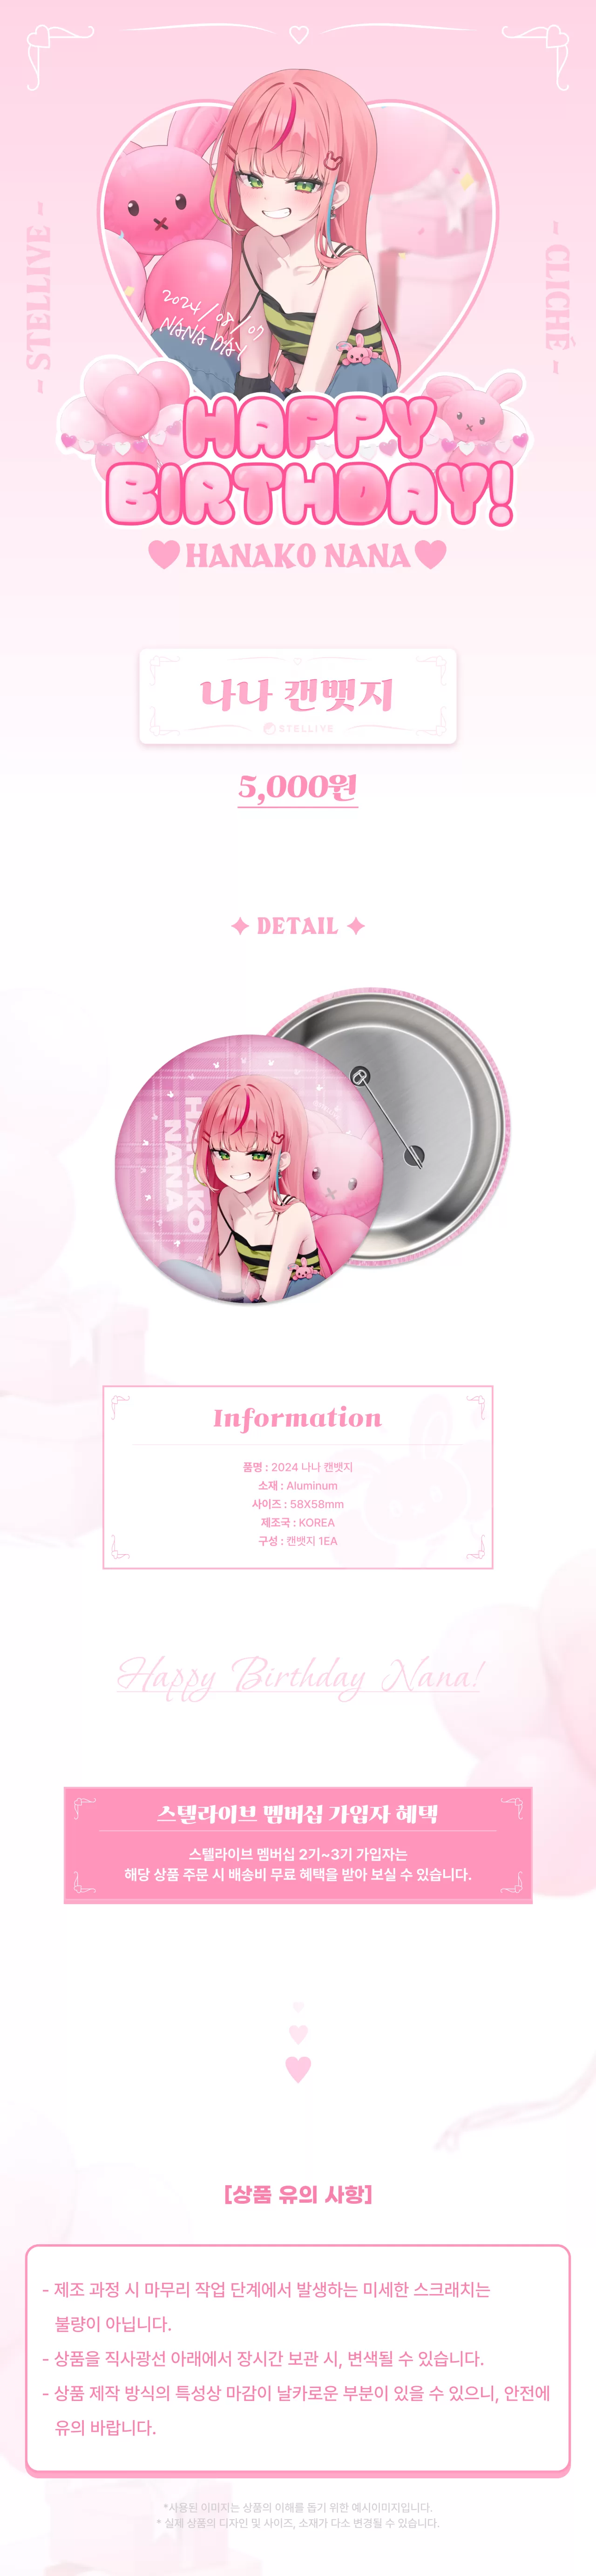 - STELLIVE -
- CLICHÉ -
2024/08/07
NANA DAY
HAPPY
BIRTHDAY!
HANAKO NANA
나나 캔뱃지
STELLIVE
5,000원
DETAIL
HANAKO
NANA
Information
품명 : 2024 나나 캔뱃지
소재 : Aluminum
사이즈 : 58X58mm
제조국 : KOREA
구성 : 캔뱃지 1EA
Happy Birthday Nana!
스텔라이브 멤버십 가입자 혜택
스텔라이브 멤버십 2기~3기 가입자는
해당 상품 주문 시 배송비 무료 혜택을 받아 보실 수 있습니다.
[상품 유의 사항]
- 제조 과정 시 마무리 작업 단계에서 발생하는 미세한 스크래치는
불량이 아닙니다.
- 상품을 직사광선 아래에서 장시간 보관 시, 변색될 수 있습니다.
- 상품 제작 방식의 특성상 마감이 날카로운 부분이 있을 수 있으니, 안전에
유의 바랍니다.
*사용된 이미지는 상품의 이해를 돕기 위한 예시이미지입니다.
* 실제 상품의 디자인 및 사이즈, 소재가 다소 변경될 수 있습니다.